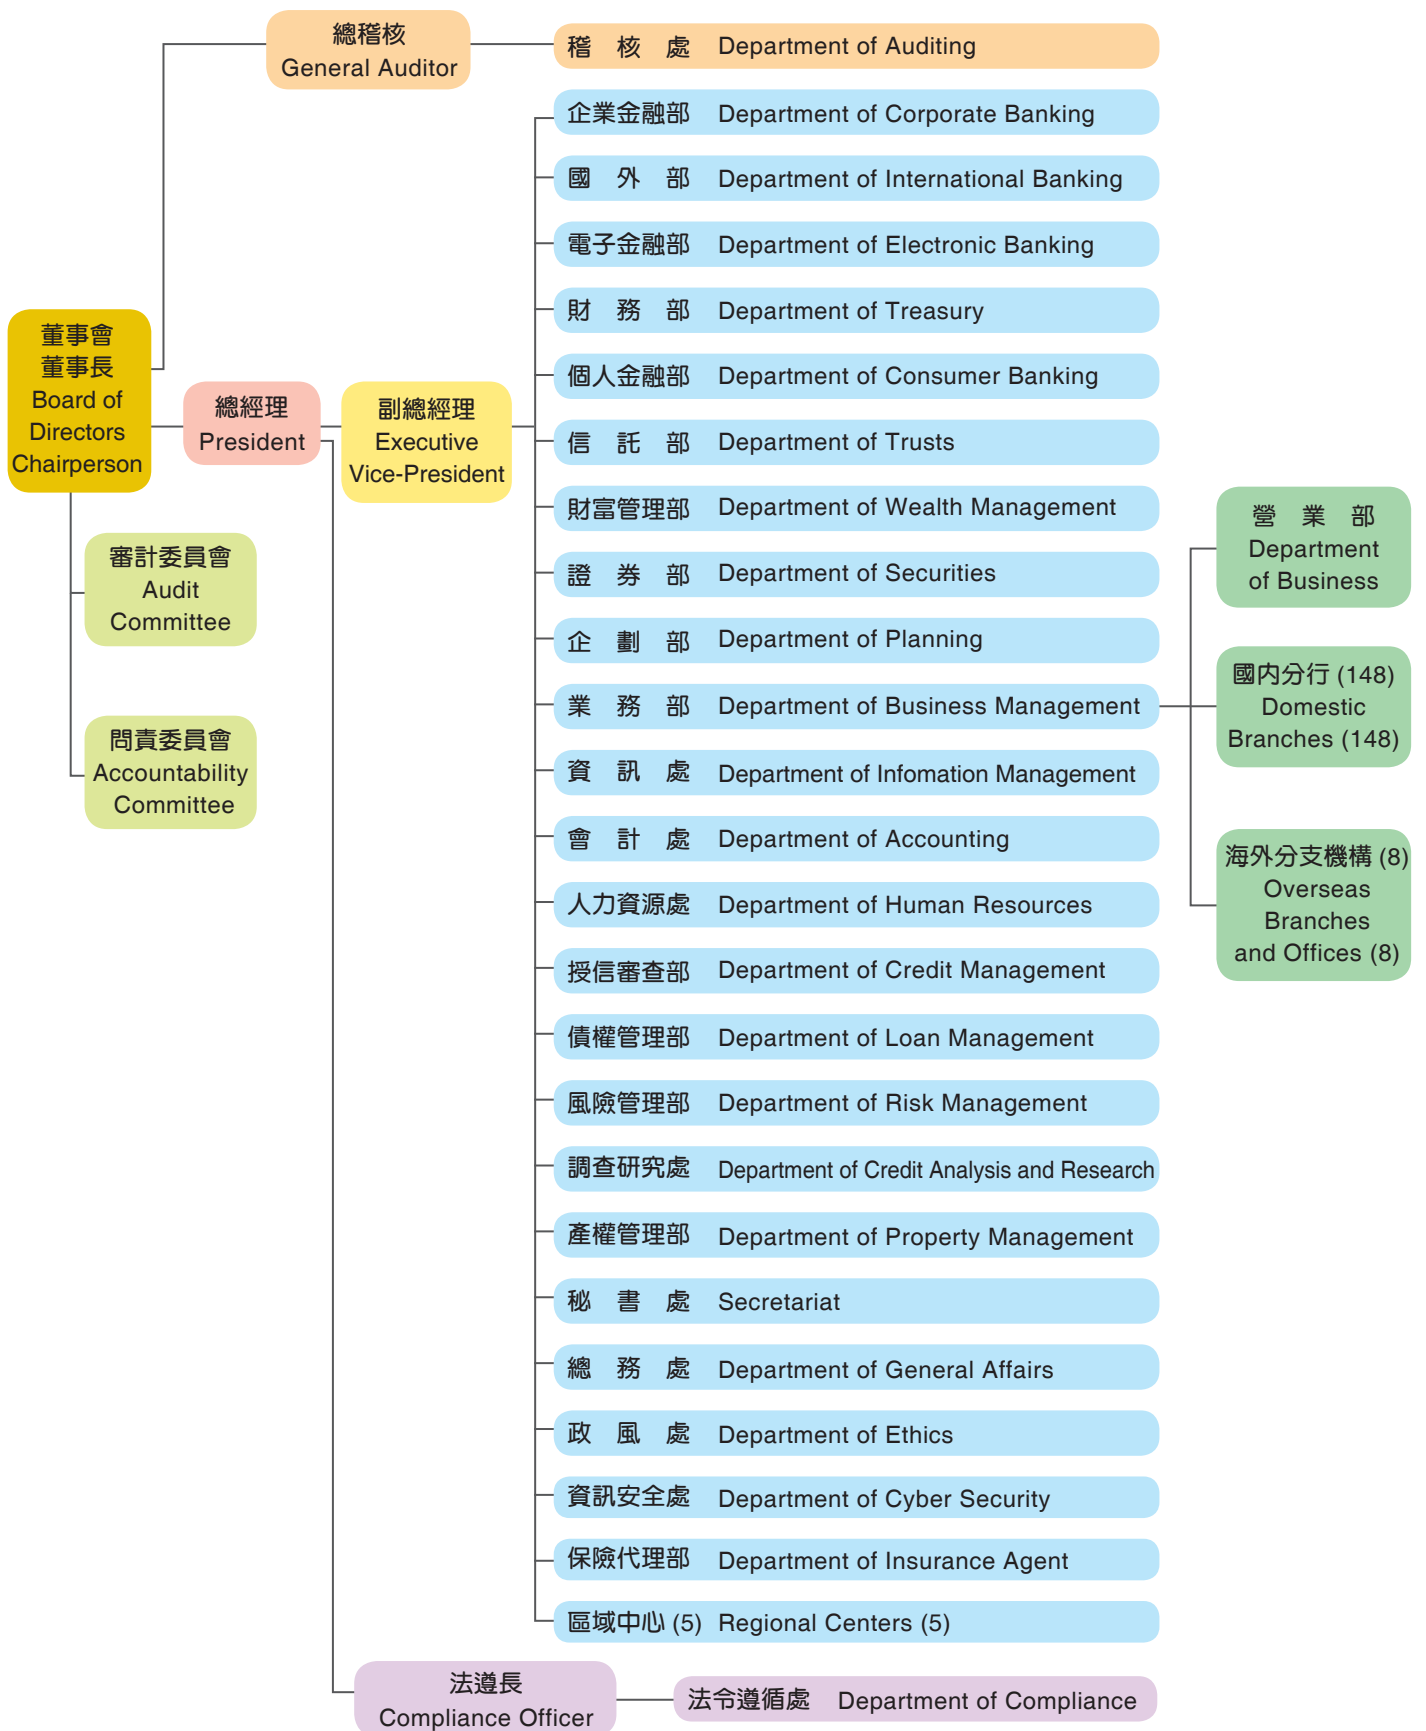 總稽核
General Auditor
稽核處 Department of Auditing
企業金融部 Department of Corporate Banking
國外部 Department of International Banking
電子金融部 Department of Electronic Banking
財務部 Department of Treasury
個人金融部 Department of Consumer Banking
信託部 Department of Trusts
財富管理部 Department of Wealth Management
證券部 Department of Securities
企劃部 Department of Planning
業務部 Department of Business Management
資訊處 Department of Infomation Management
會計處 Department of Accounting
人力資源處 Department of Human Resources
授信審查部 Department of Credit Management
債權管理部 Department of Loan Management
風險管理部 Department of Risk Management
調查研究處 Department of Credit Analysis and Research
產權管理部 Department of Property Management
秘書處 Secretariat
總務處 Department of General Affairs
政風處 Department of Ethics
資訊安全處 Department of Cyber Security
保險代理部 Department of Insurance Agent
區域中心 (5) Regional Centers (5)
董事會
董事長
Board of
Directors
Chairperson
總經理
President
副總經理
Executive
Vice-President
審計委員會
Audit
Committee
問責委員會
Accountability
Committee
營業部
Department
of Business
國內分行 (148)
Domestic
Branches (148)
海外分支機構 (8)
Overseas
Branches
and Offices (8)
法遵長
Compliance Officer
法令遵循處 Department of Compliance